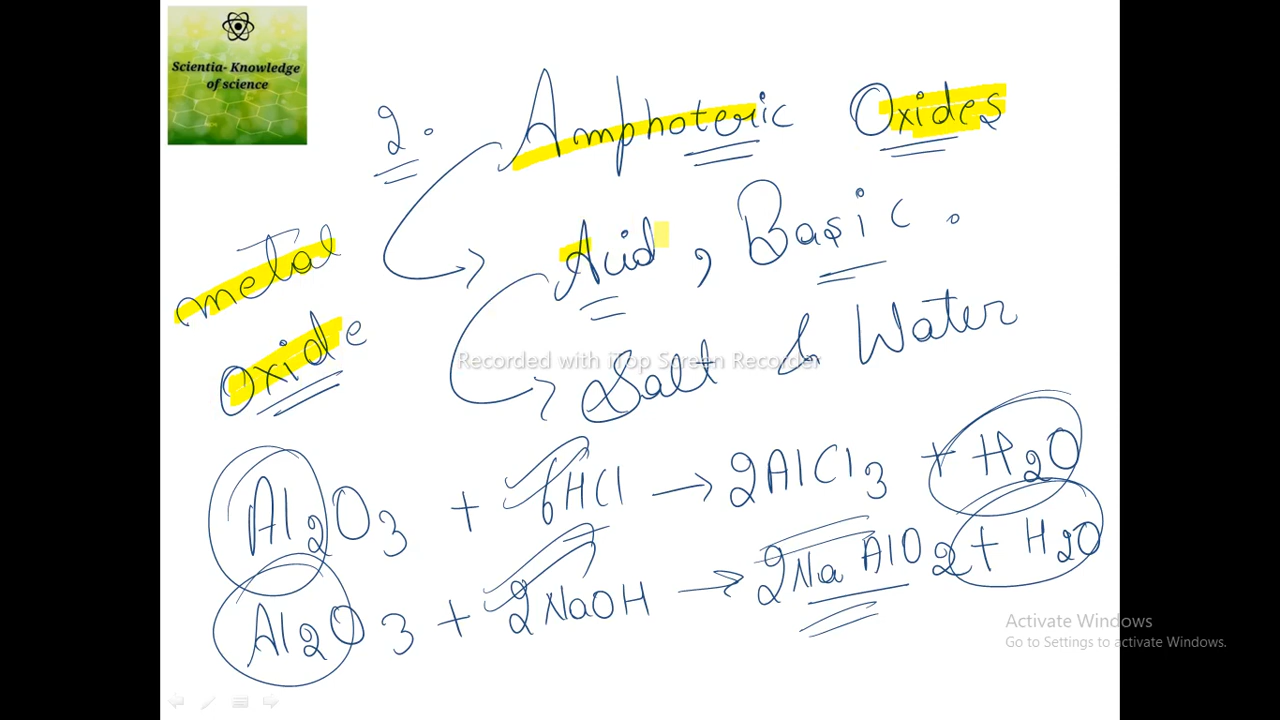 Scientia- Knowledge
of science
2. Amphoteric Oxides
Acid, Basic.
metal
oxide
Salt & Water
Recorded with iTop Screen Recorder
Al2O3 + 6HCl → 2AlCl3 + H2O
Al2O3 + 2NaOH → 2NaAlO2 + H2O
Activate Windows
Go to Settings to activate Windows.